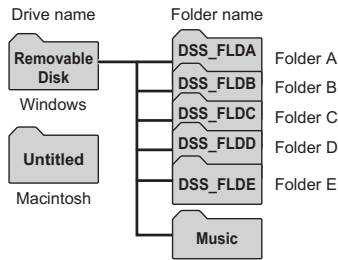 Drive name
Folder name
Removable
Disk
Windows
Untitled
Macintosh
DSS_FLDA
Folder A
DSS_FLDB
Folder B
DSS_FLDC
Folder C
DSS_FLDD
Folder D
DSS_FLDE
Folder E
Music